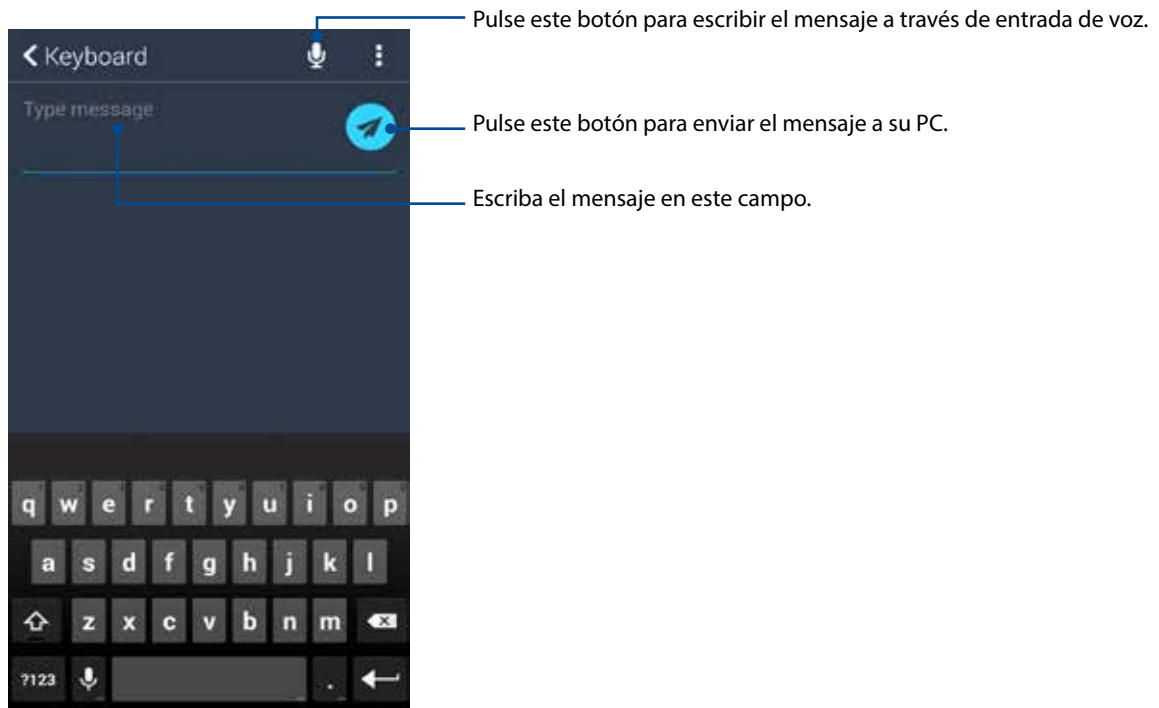 Pulse este botón para escribir el mensaje a través de entrada de voz.
Keyboard
Type message
Pulse este botón para enviar el mensaje a su PC.
Escriba el mensaje en este campo.
q w e r t y u i o p
a s d f g h j k l
z x c v b n m
?123 .